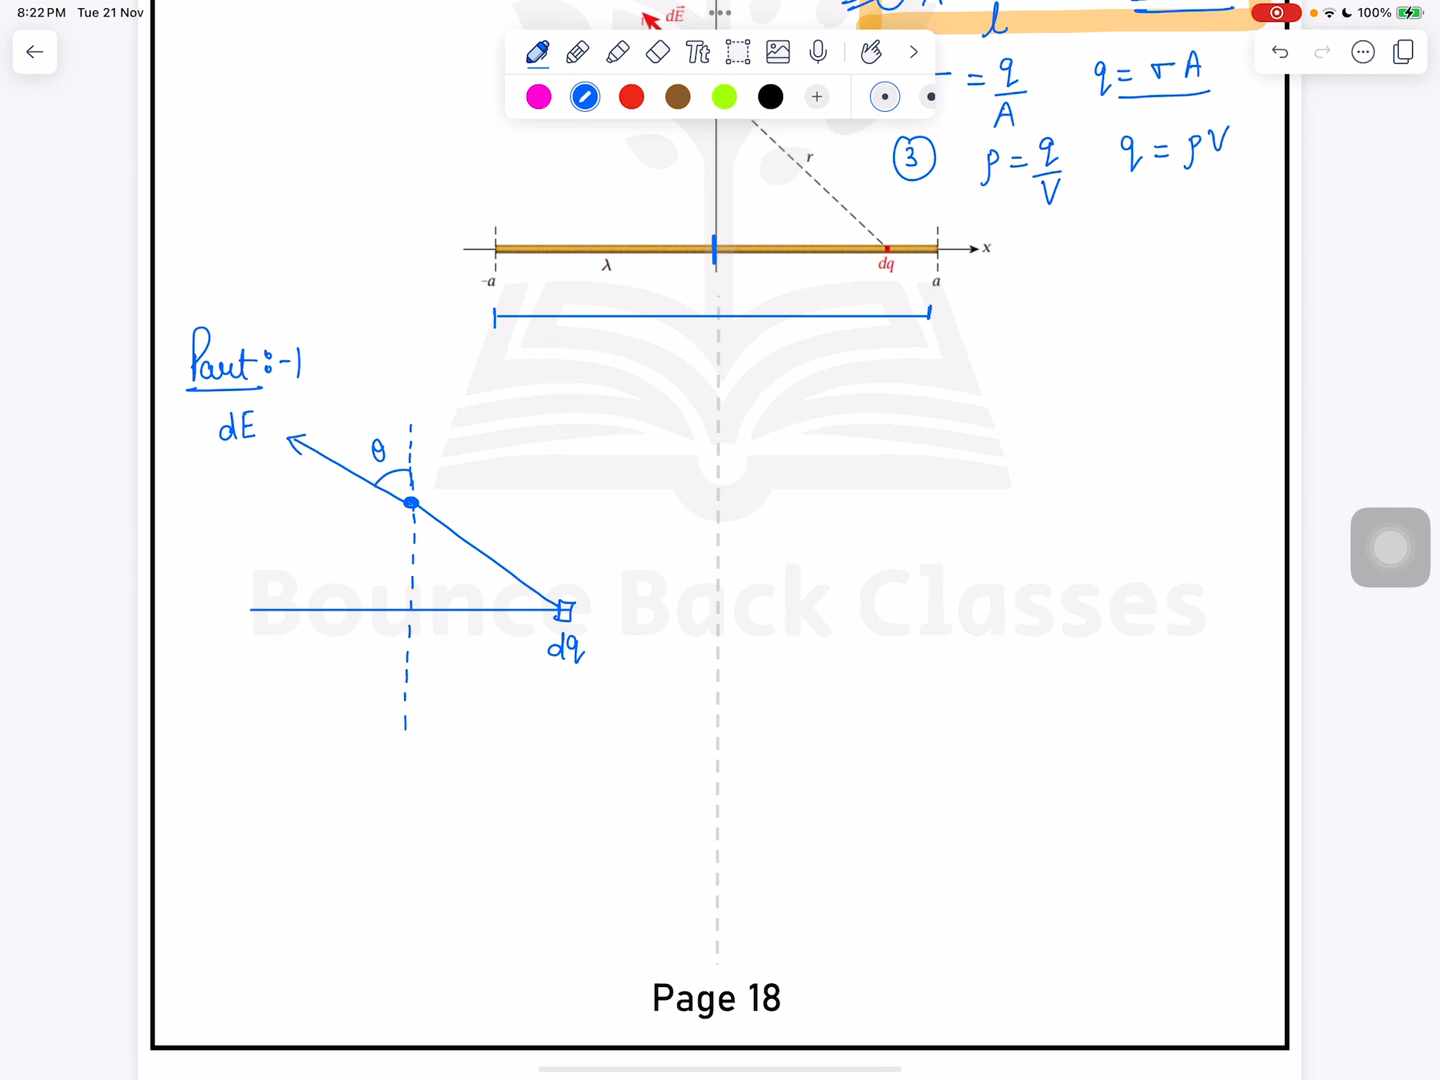 8:22 PM Tue 21 Nov
100%
dE⃗
l
Tt
= q/A
q = σA
③ ρ = q/V
q = ρV
r
x
λ
dq
-a
a
Part:-1
dE
θ
dq
Bounce Back Classes
Page 18